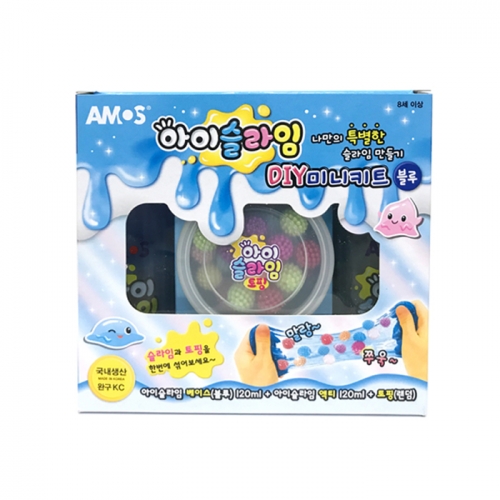 AMOS
8세 이상
아이슬라임
나만의 특별한
슬라임 만들기
DIY미니키트 블루
아이
슬라임
토핑
말랑~
쭈욱~
슬라임과 토핑을
한번에 섞어보세요~
국내생산
MADE IN KOREA
완구 KC
아이슬라임 베이스(블루) 120ml + 아이슬라임 액티 120ml + 토핑(랜덤)